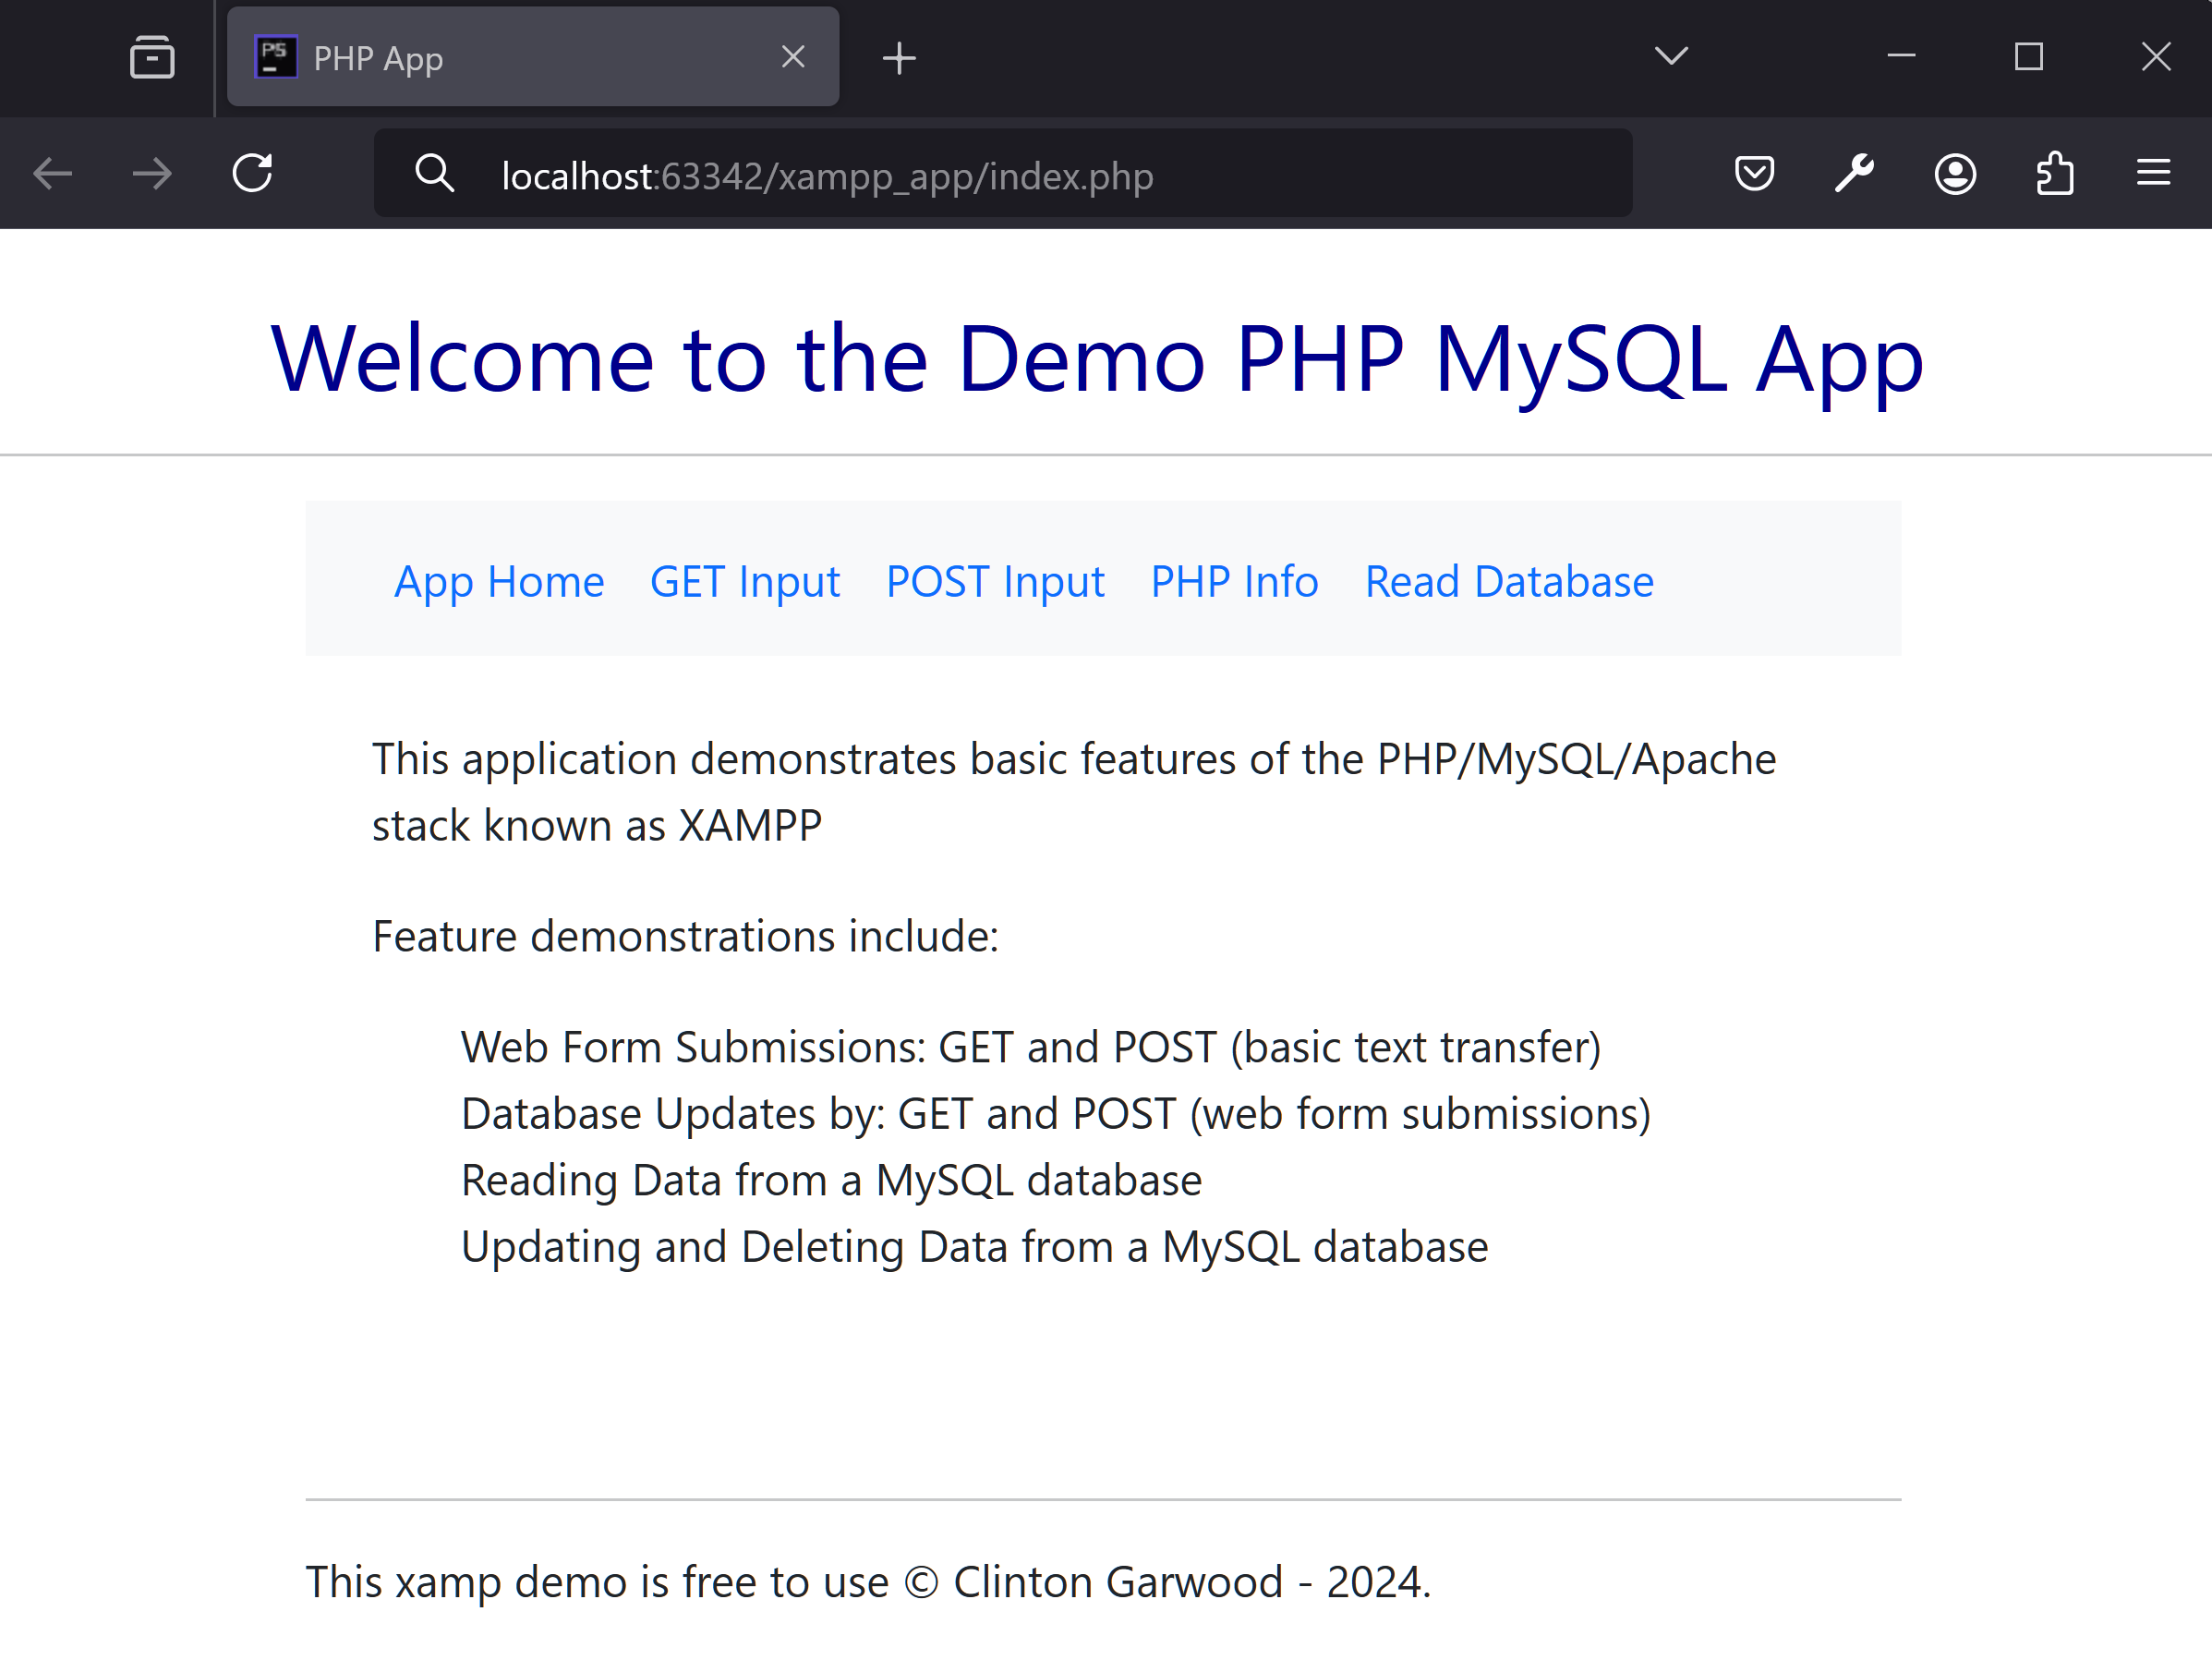 PS PHP App
localhost:63342/xampp_app/index.php
Welcome to the Demo PHP MySQL App
App Home GET Input POST Input PHP Info Read Database
This application demonstrates basic features of the PHP/MySQL/Apache
stack known as XAMPP
Feature demonstrations include:
Web Form Submissions: GET and POST (basic text transfer)
Database Updates by: GET and POST (web form submissions)
Reading Data from a MySQL database
Updating and Deleting Data from a MySQL database
This xamp demo is free to use © Clinton Garwood - 2024.